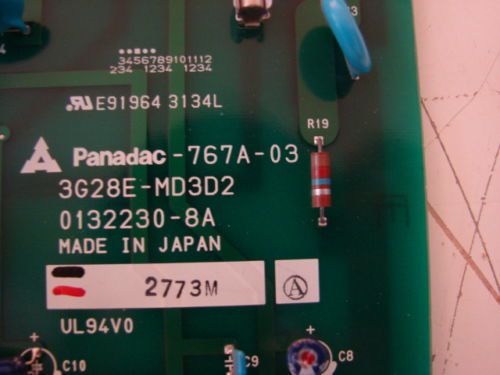 3456789101112
234 1234 1234
E91964 3134L
R19
Panadac-767A-03
3G28E-MD3D2
0132230-8A
MADE IN JAPAN
2773M A
UL94V0
+ +
C10 C9 C8